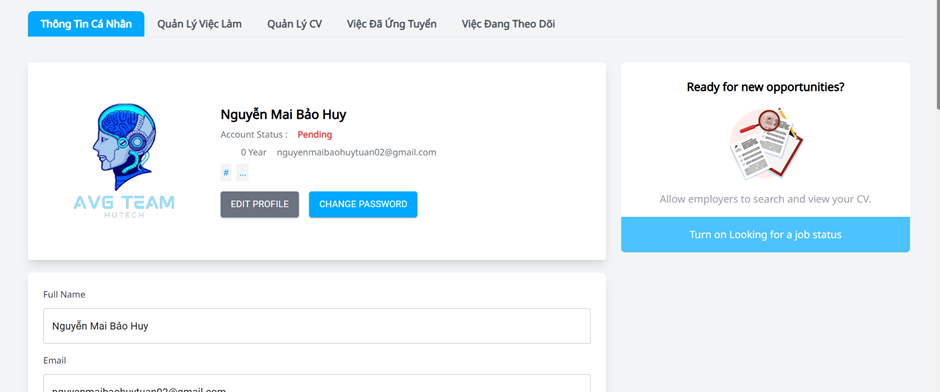 Thông Tin Cá Nhân Quản Lý Việc Làm Quản Lý CV Việc Đã Ứng Tuyển Việc Đang Theo Dõi
AVG TEAM
HUTECH
Nguyễn Mai Bảo Huy
Account Status : Pending
0 Year nguyenmaibaohuytuan02@gmail.com
# ...
EDIT PROFILE CHANGE PASSWORD
Ready for new opportunities?
Allow employers to search and view your CV.
Turn on Looking for a job status
Full Name
Nguyễn Mai Bảo Huy
Email
nguyenmaibaohuytuan02@gmail.com